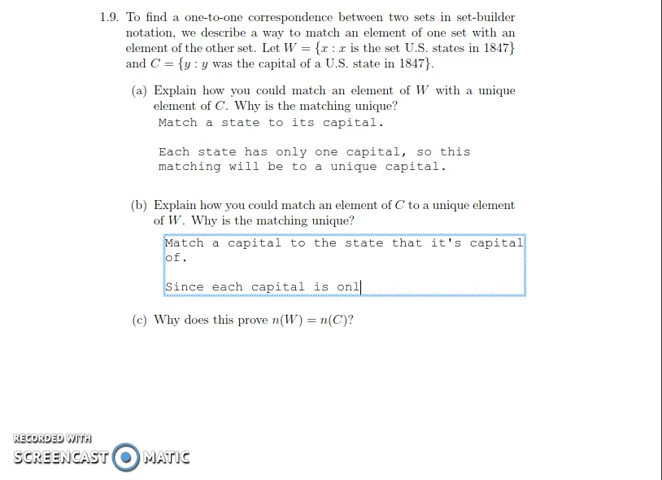 1.9. To find a one-to-one correspondence between two sets in set-builder
notation, we describe a way to match an element of one set with an
element of the other set. Let W = {x : x is the set U.S. states in 1847}
and C = {y : y was the capital of a U.S. state in 1847}.
(a) Explain how you could match an element of W with a unique
element of C. Why is the matching unique?
Match a state to its capital.
Each state has only one capital, so this
matching will be to a unique capital.
(b) Explain how you could match an element of C to a unique element
of W. Why is the matching unique?
Match a capital to the state that it's capital
of.
Since each capital is onl
(c) Why does this prove n(W) = n(C)?
RECORDED WITH
SCREENCAST MATIC